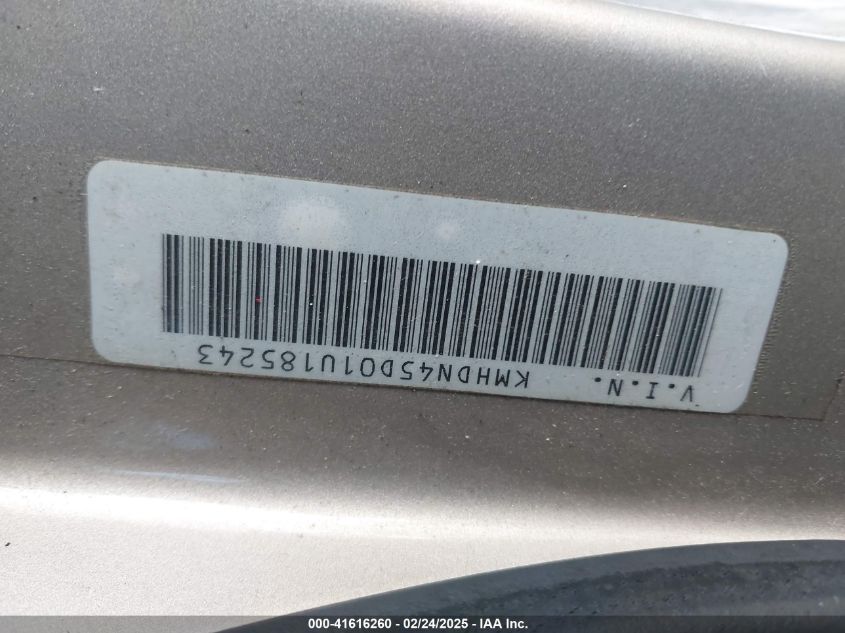 V.I.N. KMHDN45D01U185243
000-41616260 - 02/24/2025 - IAA Inc.